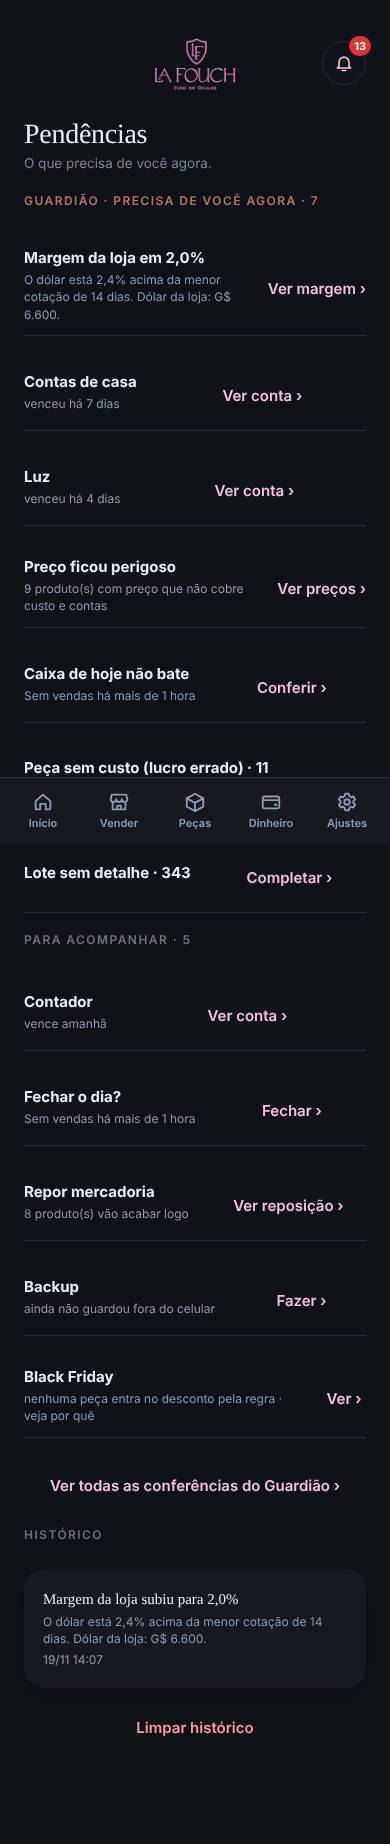 13
LF
LA FOUCH
TUDO EM ÓCULOS
Pendências
O que precisa de você agora.
GUARDIÃO · PRECISA DE VOCÊ AGORA · 7
Margem da loja em 2,0%
O dólar está 2,4% acima da menor
cotação de 14 dias. Dólar da loja: G$
6.600.
Ver margem ›
Contas de casa
venceu há 7 dias
Ver conta ›
Luz
venceu há 4 dias
Ver conta ›
Preço ficou perigoso
9 produto(s) com preço que não cobre
custo e contas
Ver preços ›
Caixa de hoje não bate
Sem vendas há mais de 1 hora
Conferir ›
Peça sem custo (lucro errado) · 11
Início
Vender
Peças
Dinheiro
Ajustes
Lote sem detalhe · 343
Completar ›
PARA ACOMPANHAR · 5
Contador
vence amanhã
Ver conta ›
Fechar o dia?
Sem vendas há mais de 1 hora
Fechar ›
Repor mercadoria
8 produto(s) vão acabar logo
Ver reposição ›
Backup
ainda não guardou fora do celular
Fazer ›
Black Friday
nenhuma peça entra no desconto pela regra ·
veja por quê
Ver ›
Ver todas as conferências do Guardião ›
HISTÓRICO
Margem da loja subiu para 2,0%
O dólar está 2,4% acima da menor cotação de 14
dias. Dólar da loja: G$ 6.600.
19/11 14:07
Limpar histórico